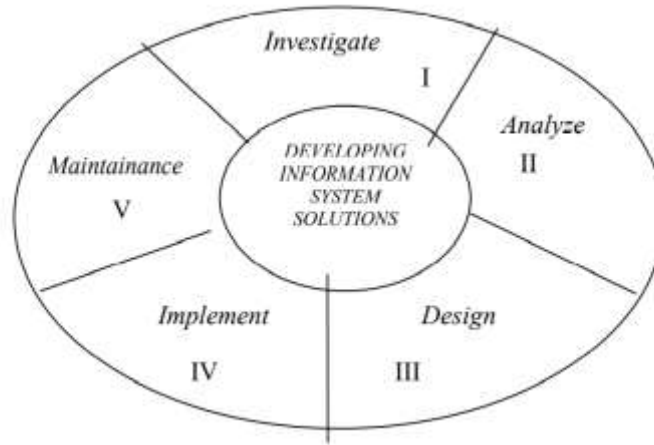 Investigate
I
Analyze
II
Maintainance
V
DEVELOPING
INFORMATION
SYSTEM
SOLUTIONS
Implement
IV
Design
III